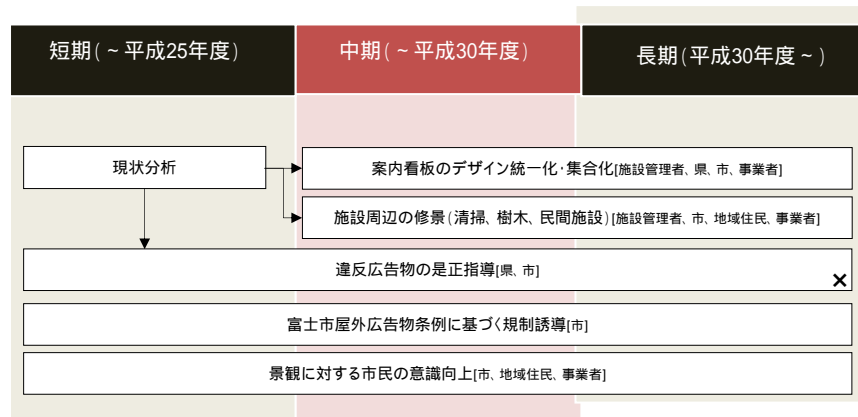 短期(～平成25年度)
中期(～平成30年度)
長期(平成30年度～)
現状分析
案内看板のデザイン統一化・集合化[施設管理者、県、市、事業者]
施設周辺の修景(清掃、樹木、民間施設)[施設管理者、市、地域住民、事業者]
違反広告物の是正指導[県、市]
×
富士市屋外広告物条例に基づく規制誘導[市]
景観に対する市民の意識向上[市、地域住民、事業者]